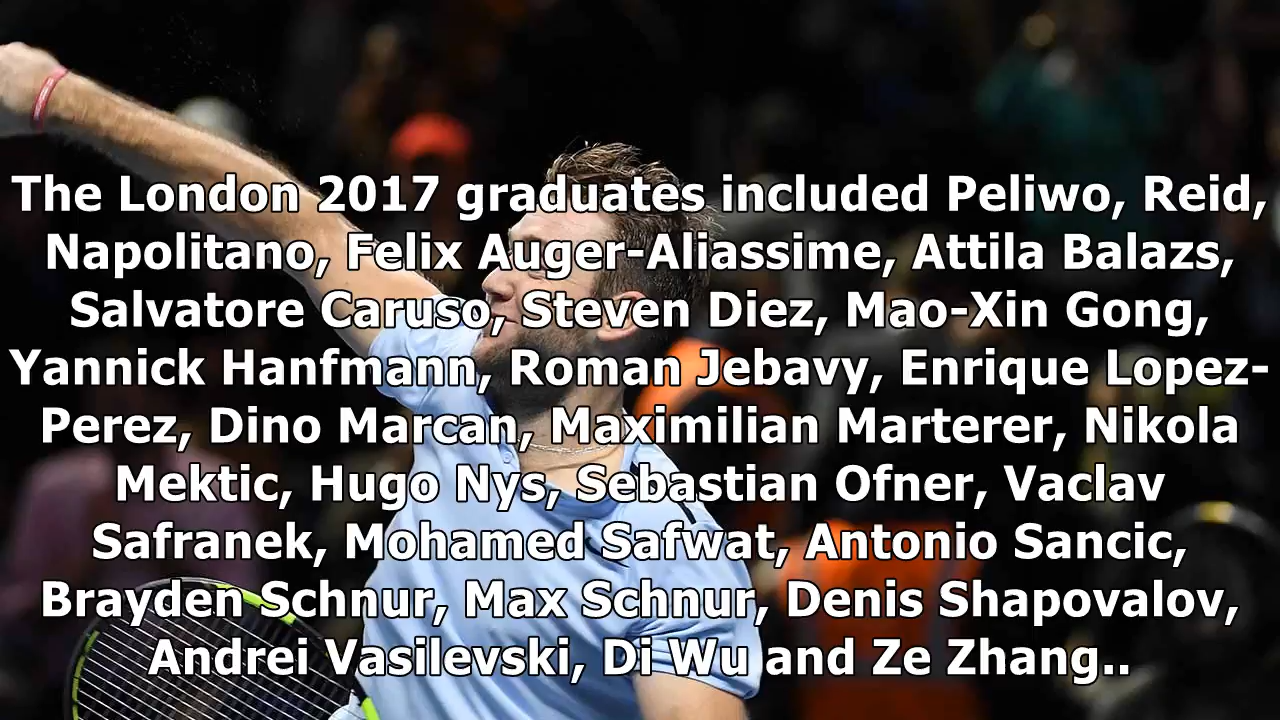 The London 2017 graduates included Peliwo, Reid,
Napolitano, Felix Auger-Aliassime, Attila Balazs,
Salvatore Caruso, Steven Diez, Mao-Xin Gong,
Yannick Hanfmann, Roman Jebavy, Enrique Lopez-
Perez, Dino Marcan, Maximilian Marterer, Nikola
Mektic, Hugo Nys, Sebastian Ofner, Vaclav
Safranek, Mohamed Safwat, Antonio Sancic,
Brayden Schnur, Max Schnur, Denis Shapovalov,
Andrei Vasilevski, Di Wu and Ze Zhang..